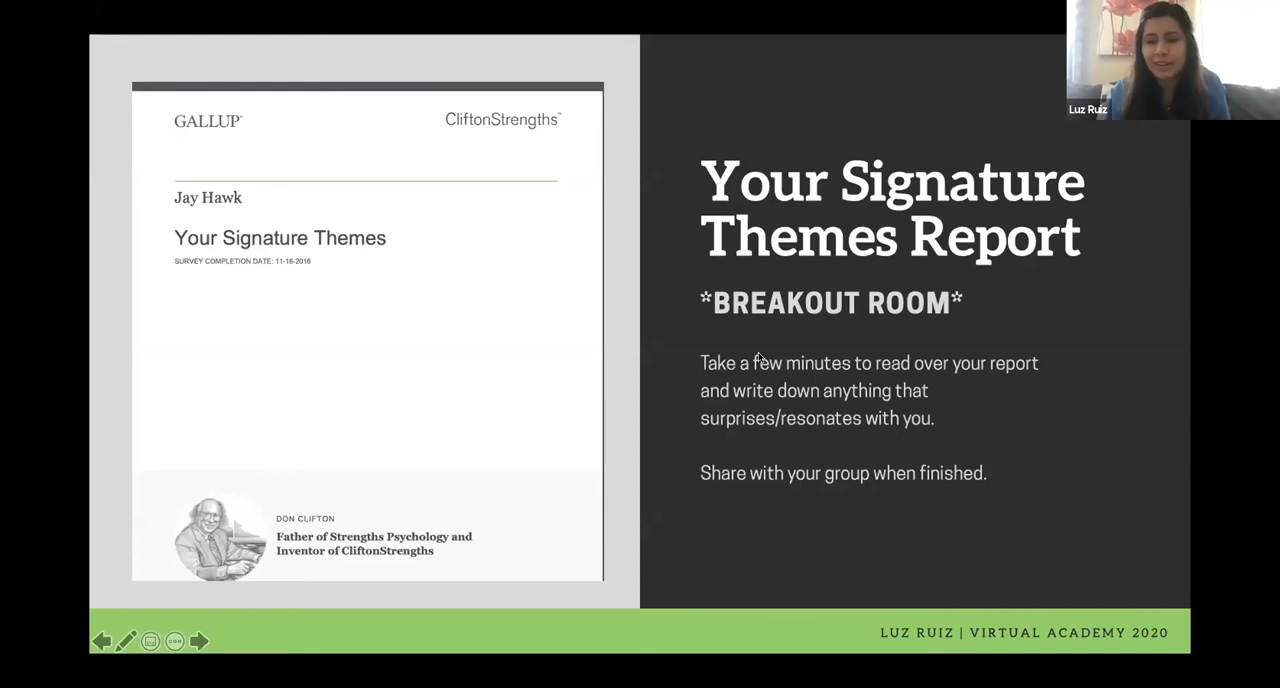 GALLUP®
CliftonStrengths™
Jay Hawk
Your Signature Themes
SURVEY COMPLETION DATE: 11-16-2016
DON CLIFTON
Father of Strengths Psychology and
Inventor of CliftonStrengths
Your Signature
Themes Report
*BREAKOUT ROOM*
Take a few minutes to read over your report
and write down anything that
surprises/resonates with you.
Share with your group when finished.
LUZ RUIZ | VIRTUAL ACADEMY 2020
Luz Ruiz